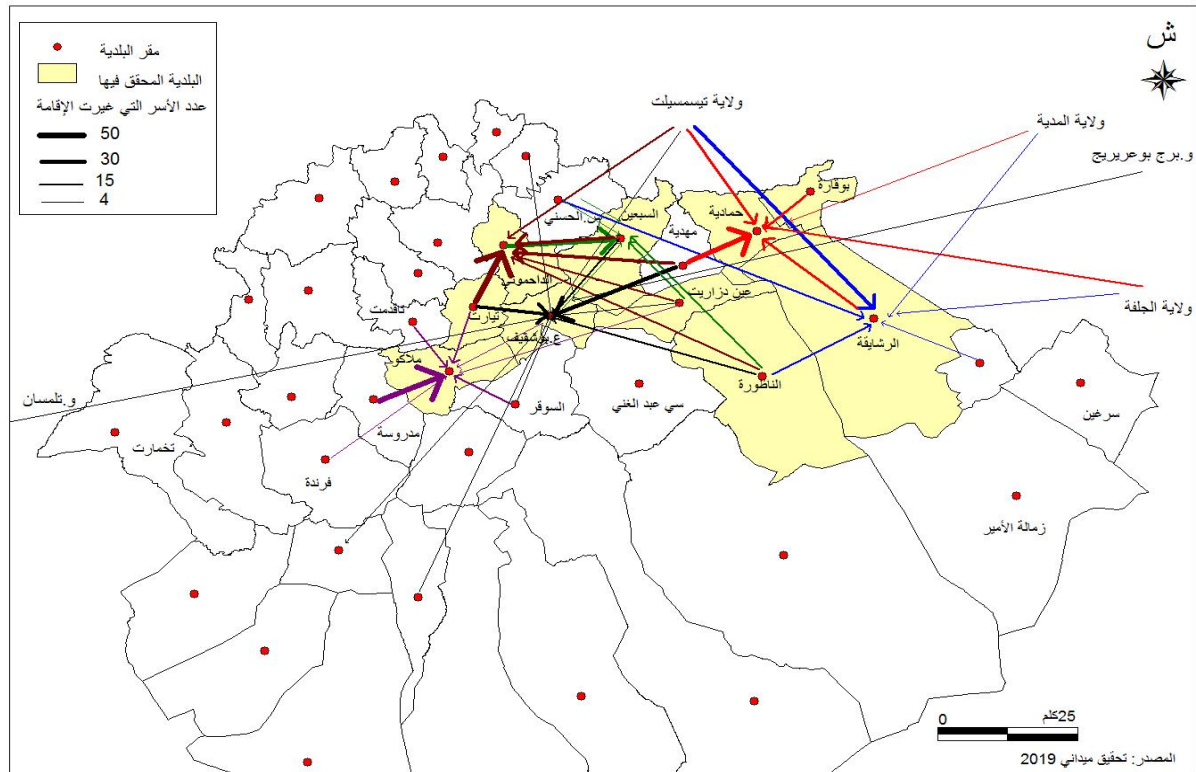 مقر البلدية
البلدية المحقق فيها
عدد الأسر التي غيرت الإقامة
50
30
15
4
ش
ولاية تيسمسيلت
ولاية المدية
و.برج بوعريريج
بوقارة
حمادية
مهدية
السبعين
س.الحسني
الداحموني
عين دزاريت
ولاية الجلفة
تاقدمت
تيارت
ع.بوشقيف
الرشايقة
ملاكو
الناظورة
و.تلمسان
السوقر
سي عبد الغني
سرغين
مدروسة
تخمارت
فرندة
زمالة الأمير
0
25كلم
المصدر: تحقيق ميداني 2019